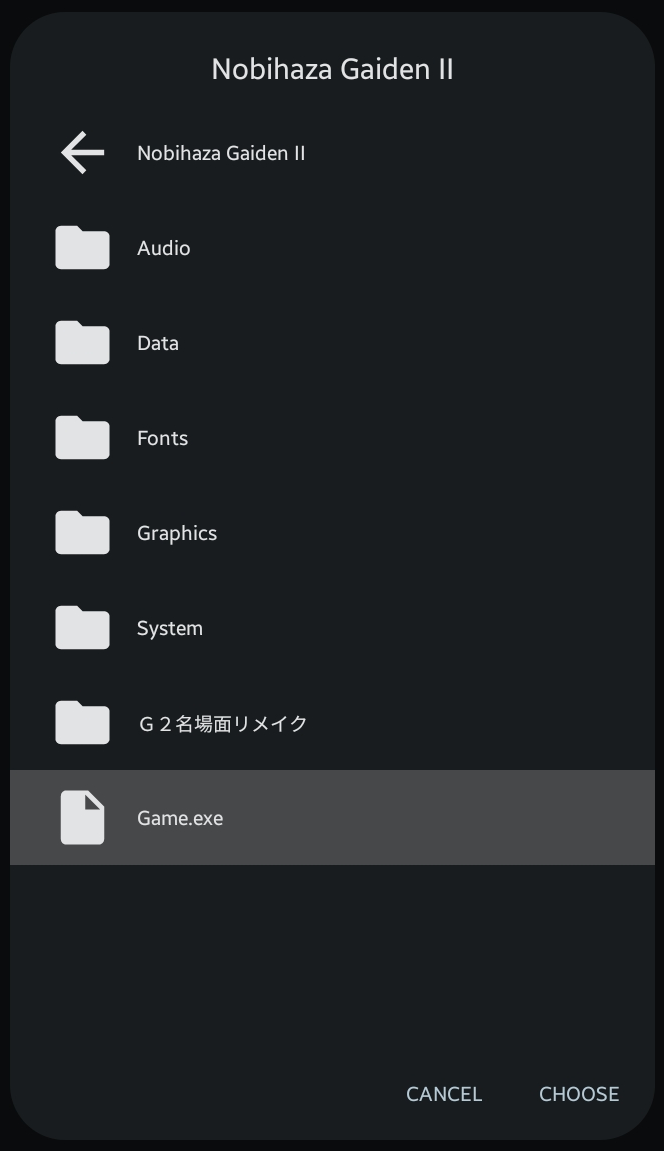 Nobihaza Gaiden II
Nobihaza Gaiden II
Audio
Data
Fonts
Graphics
System
Ｇ２名場面リメイク
Game.exe
CANCEL CHOOSE